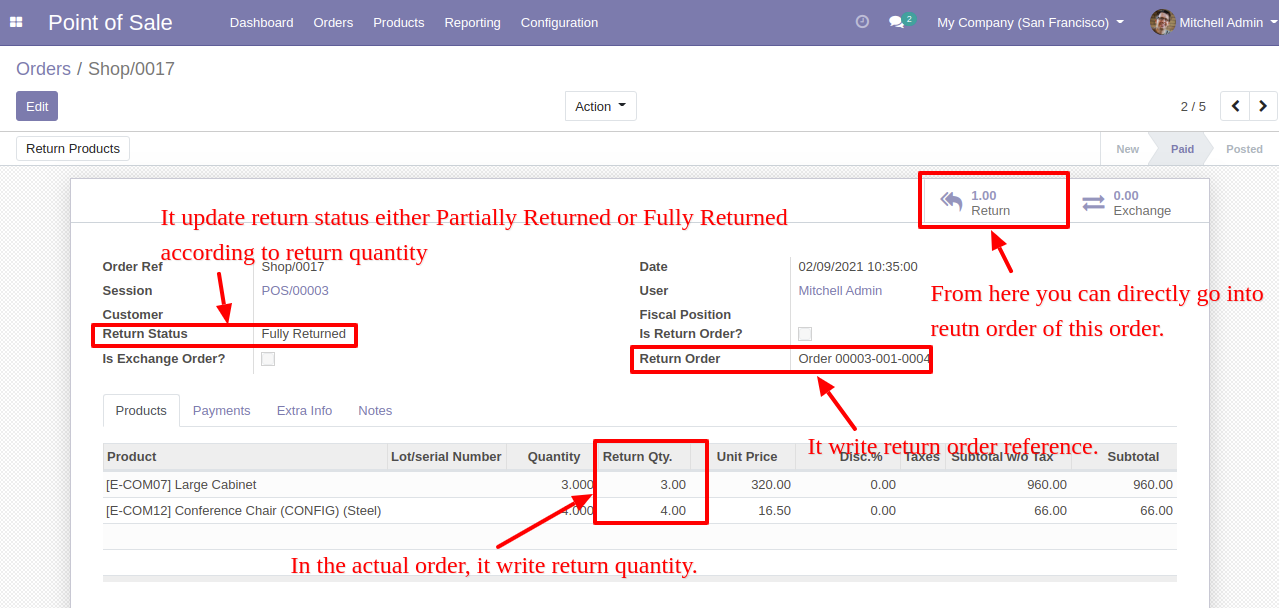 Point of Sale Dashboard Orders Products Reporting Configuration 2 My Company (San Francisco) Mitchell Admin
Orders / Shop/0017
Edit Action 2 / 5
Return Products New Paid Posted
1.00 Return 0.00 Exchange
It update return status either Partially Returned or Fully Returned
according to return quantity
Order Ref Shop/0017 Date 02/09/2021 10:35:00
Session POS/00003 User Mitchell Admin
From here you can directly go into
reutn order of this order.
Customer Fiscal Position
Return Status Fully Returned Is Return Order?
Is Exchange Order? Return Order Order 00003-001-0004
Products Payments Extra Info Notes
It write return order reference.
Product Lot/serial Number Quantity Return Qty. Unit Price Disc.% Taxes Subtotal w/o Tax Subtotal
[E-COM07] Large Cabinet 3.000 3.00 320.00 0.00 960.00 960.00
[E-COM12] Conference Chair (CONFIG) (Steel) 4.000 4.00 16.50 0.00 66.00 66.00
In the actual order, it write return quantity.